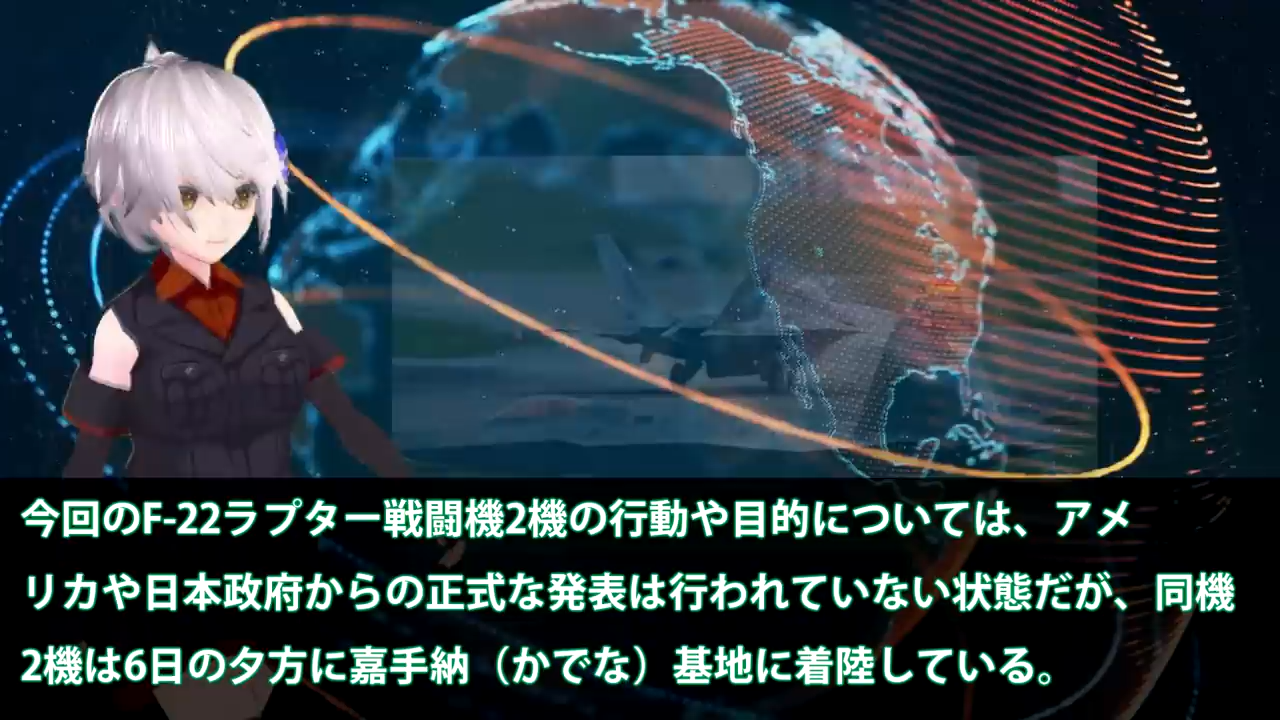 今回のF-22ラプター戦闘機2機の行動や目的については、アメ
リカや日本政府からの正式な発表は行われていない状態だが、同機
2機は6日の夕方に嘉手納（かでな）基地に着陸している。